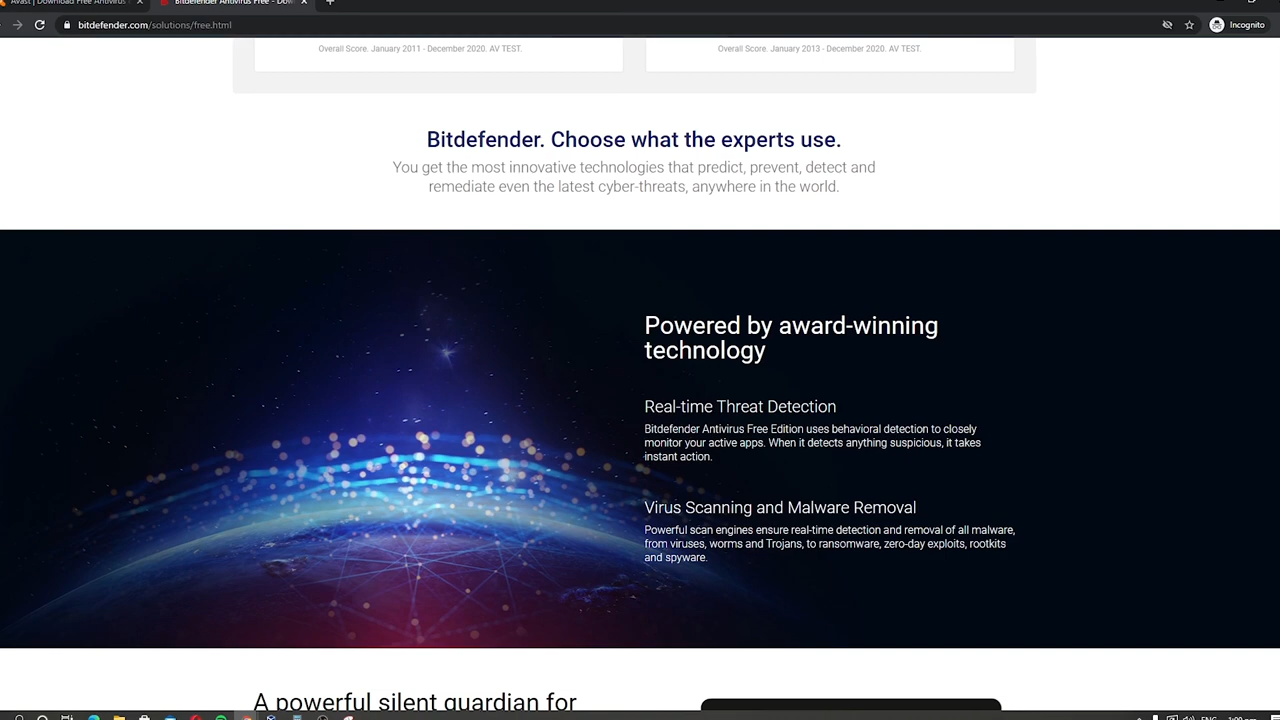 Avast | Download Free Antivirus
Bitdefender Antivirus Free - Dow
bitdefender.com/solutions/free.html
Incognito
Overall Score. January 2011 - December 2020. AV TEST.
Overall Score. January 2013 - December 2020. AV TEST.
Bitdefender. Choose what the experts use.
You get the most innovative technologies that predict, prevent, detect and
remediate even the latest cyber-threats, anywhere in the world.
Powered by award-winning
technology
Real-time Threat Detection
Bitdefender Antivirus Free Edition uses behavioral detection to closely
monitor your active apps. When it detects anything suspicious, it takes
instant action.
Virus Scanning and Malware Removal
Powerful scan engines ensure real-time detection and removal of all malware,
from viruses, worms and Trojans, to ransomware, zero-day exploits, rootkits
and spyware.
A powerful silent guardian for
ENG